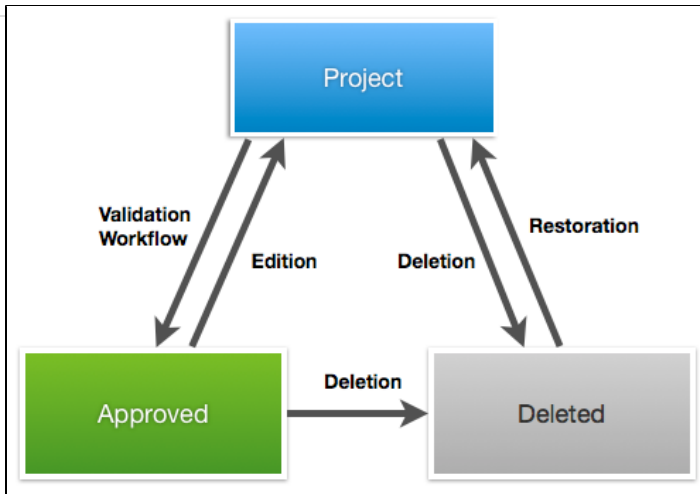 Project
Validation
Workflow
Edition
Deletion
Restoration
Approved
Deletion
Deleted